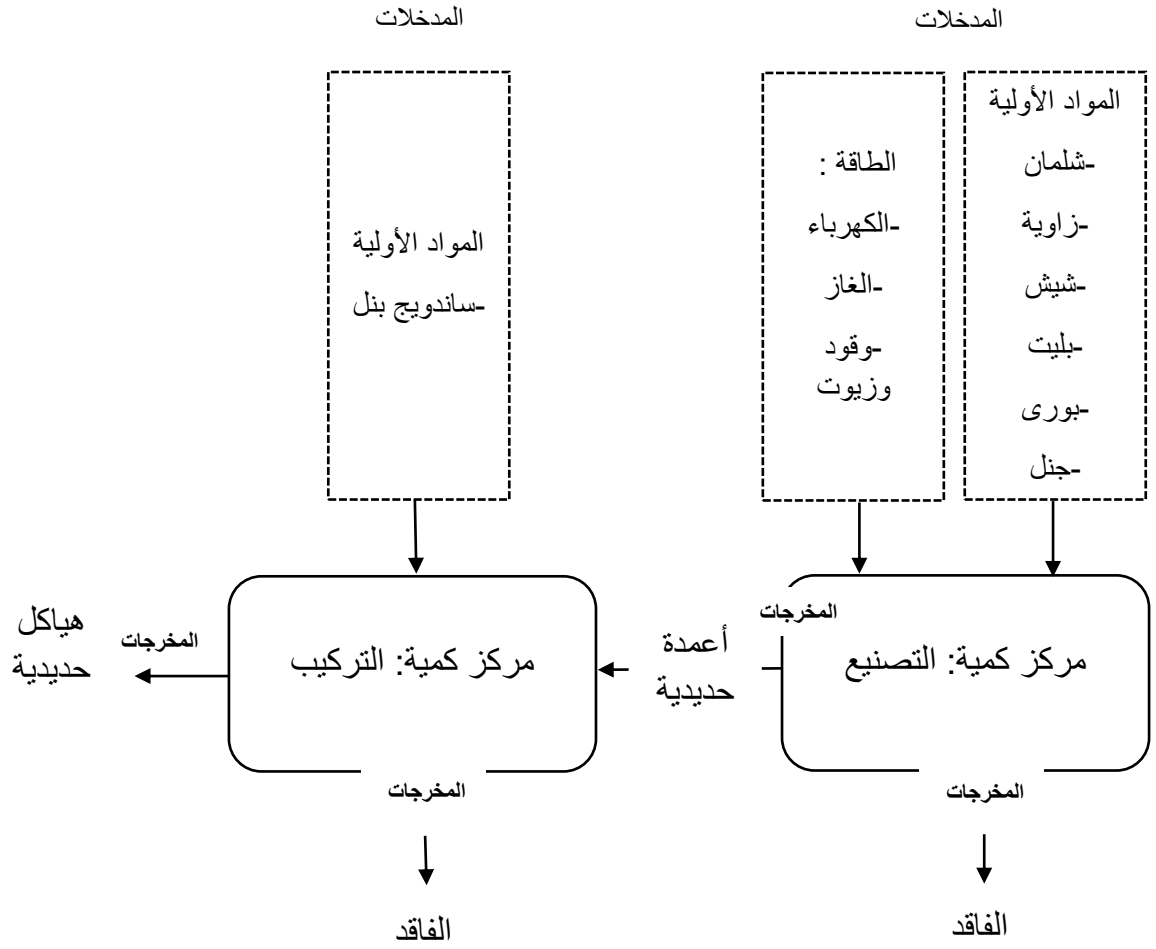 المدخلات
المدخلات
المواد الأولية
-شلمان
-زاوية
-شيش
-بليت
-بورى
-جنل
الطاقة :
-الكهرباء
-الغاز
-وقود
وزيوت
المواد الأولية
-ساندويج بنل
مركز كمية: التصنيع
المخرجات
أعمدة
حديدية
مركز كمية: التركيب
المخرجات
هياكل
حديدية
المخرجات
الفاقد
المخرجات
الفاقد